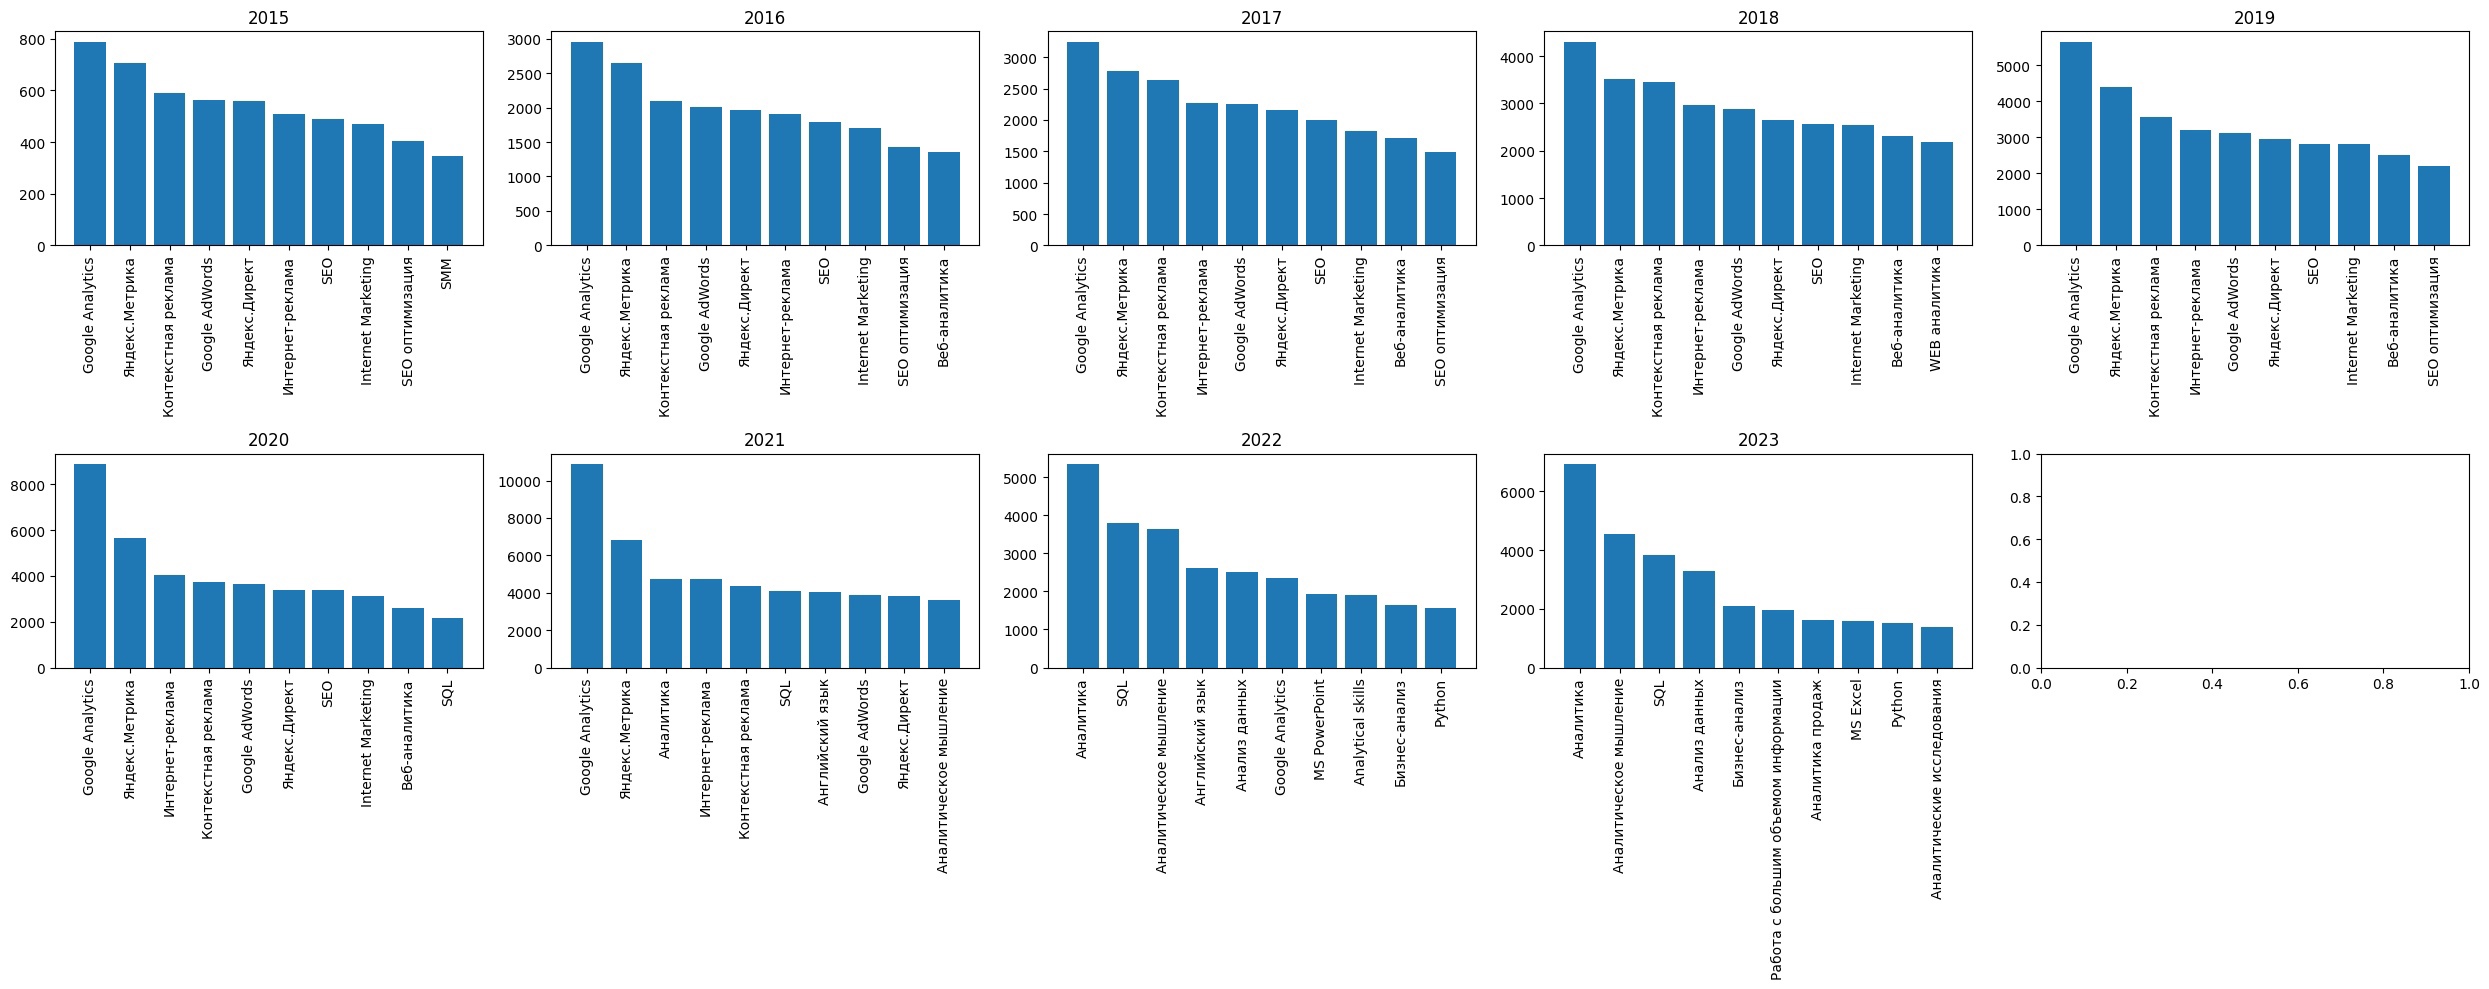 2015
800
600
400
200
0
Google Analytics
Яндекс.Метрика
Контекстная реклама
Google AdWords
Яндекс.Директ
Интернет-реклама
SEO
Internet Marketing
SEO оптимизация
SMM
2016
3000
2500
2000
1500
1000
500
0
Google Analytics
Яндекс.Метрика
Контекстная реклама
Google AdWords
Яндекс.Директ
Интернет-реклама
SEO
Internet Marketing
SEO оптимизация
Веб-аналитика
2017
3000
2500
2000
1500
1000
500
0
Google Analytics
Яндекс.Метрика
Контекстная реклама
Интернет-реклама
Google AdWords
Яндекс.Директ
SEO
Internet Marketing
Веб-аналитика
SEO оптимизация
2018
4000
3000
2000
1000
0
Google Analytics
Яндекс.Метрика
Контекстная реклама
Интернет-реклама
Google AdWords
Яндекс.Директ
SEO
Internet Marketing
Веб-аналитика
WEB аналитика
2019
5000
4000
3000
2000
1000
0
Google Analytics
Яндекс.Метрика
Контекстная реклама
Интернет-реклама
Google AdWords
Яндекс.Директ
SEO
Internet Marketing
Веб-аналитика
SEO оптимизация
2020
8000
6000
4000
2000
0
Google Analytics
Яндекс.Метрика
Интернет-реклама
Контекстная реклама
Google AdWords
Яндекс.Директ
SEO
Internet Marketing
Веб-аналитика
SQL
2021
10000
8000
6000
4000
2000
0
Google Analytics
Яндекс.Метрика
Аналитика
Интернет-реклама
Контекстная реклама
SQL
Английский язык
Google AdWords
Яндекс.Директ
Аналитическое мышление
2022
5000
4000
3000
2000
1000
0
Аналитика
SQL
Аналитическое мышление
Английский язык
Анализ данных
Google Analytics
MS PowerPoint
Analytical skills
Бизнес-анализ
Python
2023
6000
4000
2000
0
Аналитика
Аналитическое мышление
SQL
Анализ данных
Бизнес-анализ
Работа с большим объемом информации
Аналитика продаж
MS Excel
Python
Аналитические исследования
1.0
0.8
0.6
0.4
0.2
0.0
0.0 0.2 0.4 0.6 0.8 1.0